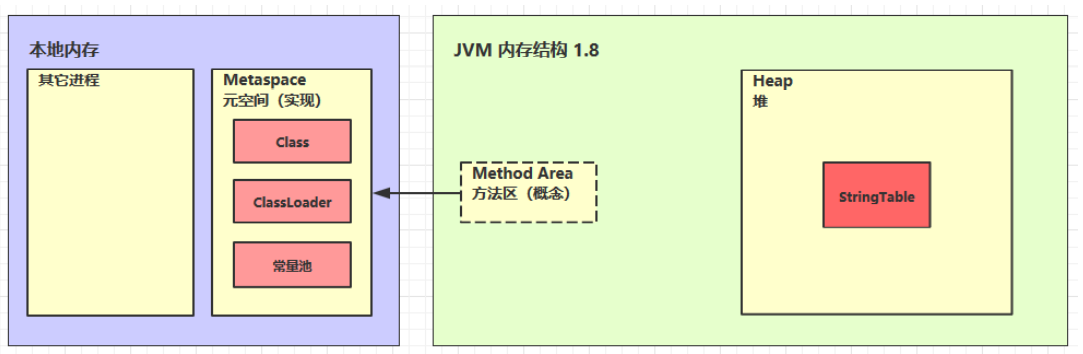 本地内存
其它进程
Metaspace
元空间（实现）
Class
ClassLoader
常量池
JVM 内存结构 1.8
Method Area
方法区（概念）
Heap
堆
StringTable